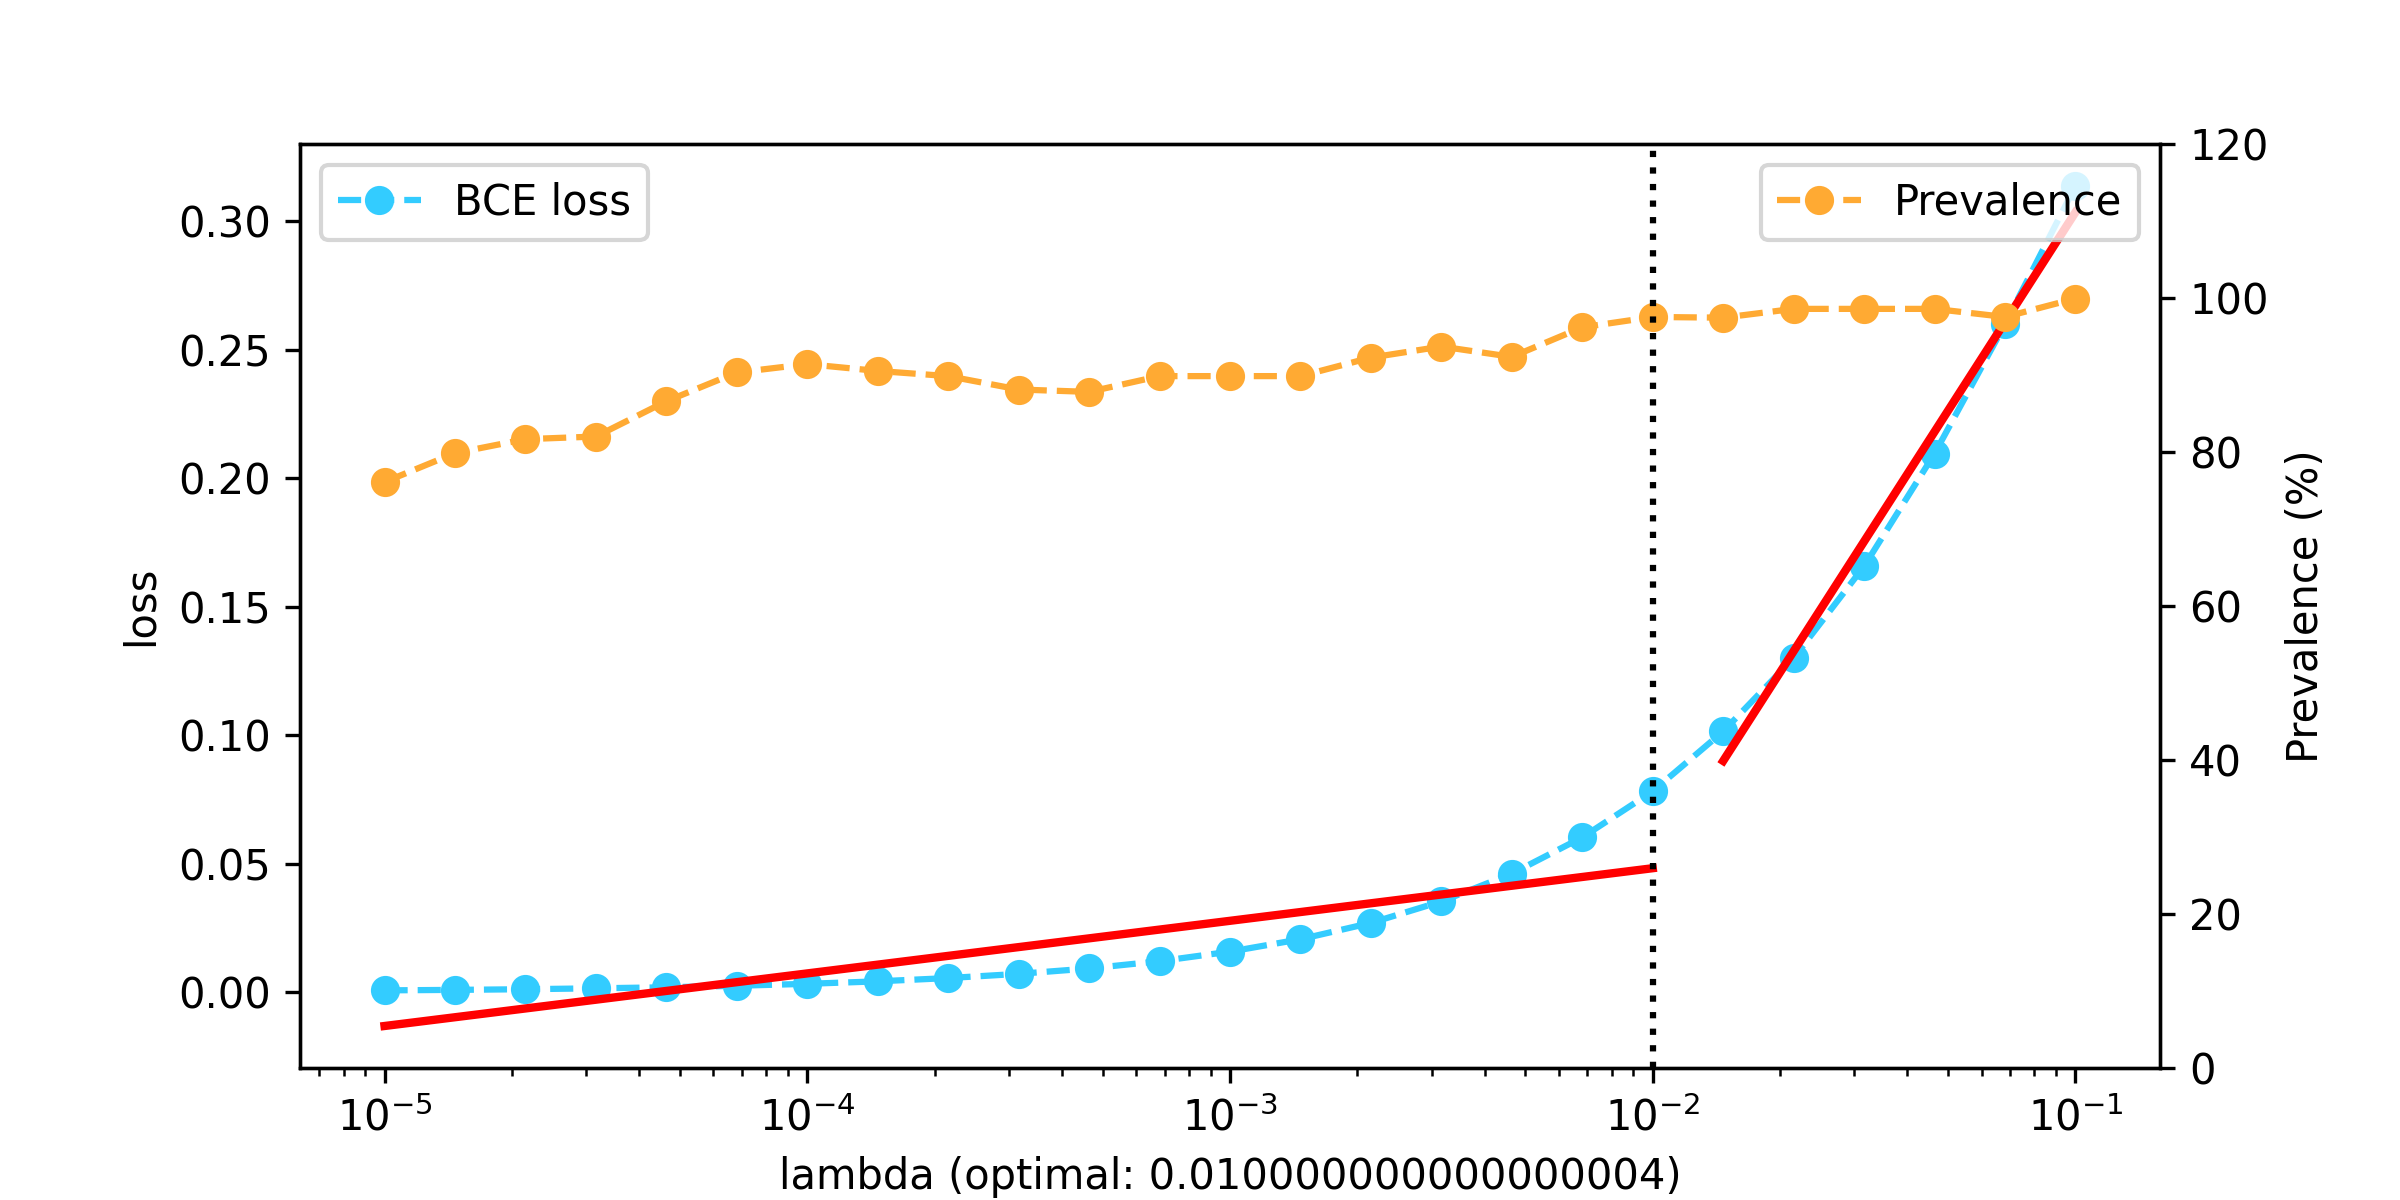 BCE loss
Prevalence
0.30
0.25
0.20
0.15
0.10
0.05
0.00
loss
120
100
80
60
40
20
0
Prevalence (%)
10⁻⁵ 10⁻⁴ 10⁻³ 10⁻² 10⁻¹
lambda (optimal: 0.010000000000000004)